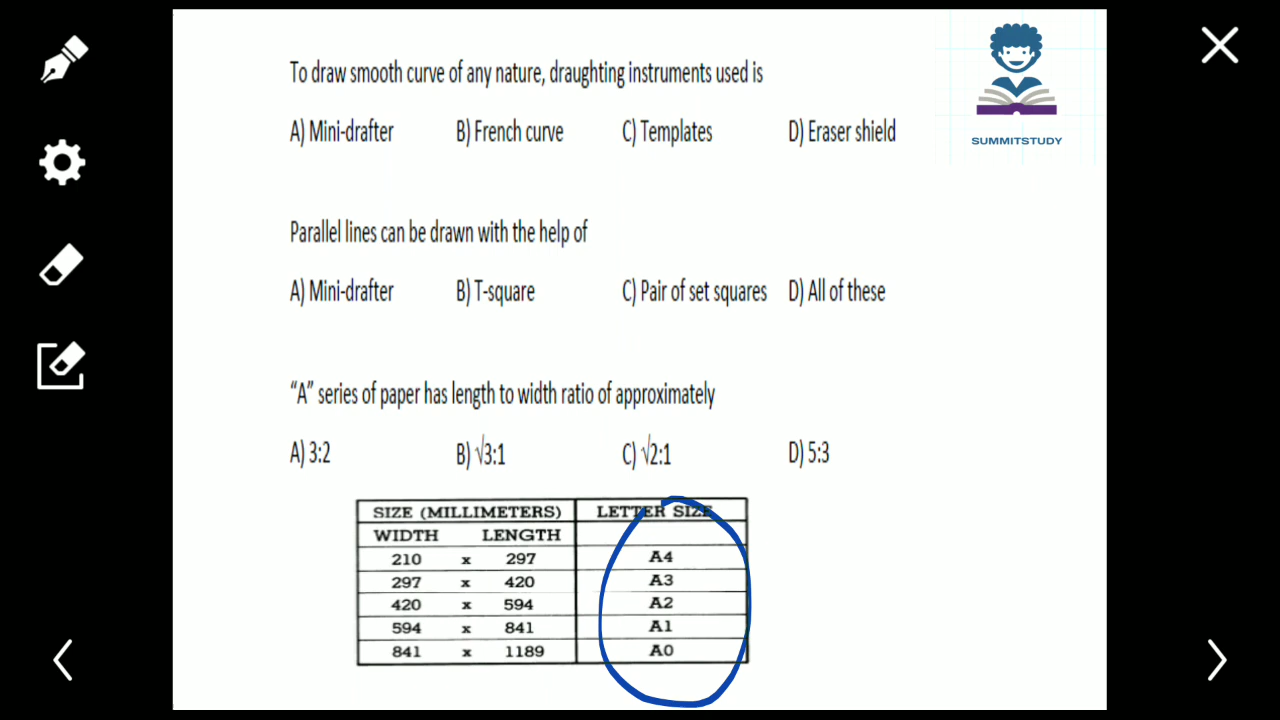 To draw smooth curve of any nature, draughting instruments used is
A) Mini-drafter B) French curve C) Templates D) Eraser shield
SUMMITSTUDY
Parallel lines can be drawn with the help of
A) Mini-drafter B) T-square C) Pair of set squares D) All of these
“A” series of paper has length to width ratio of approximately
A) 3:2 B) √3:1 C) √2:1 D) 5:3
SIZE (MILLIMETERS) LETTER SIZE
WIDTH LENGTH
210 x 297 A4
297 x 420 A3
420 x 594 A2
594 x 841 A1
841 x 1189 A0